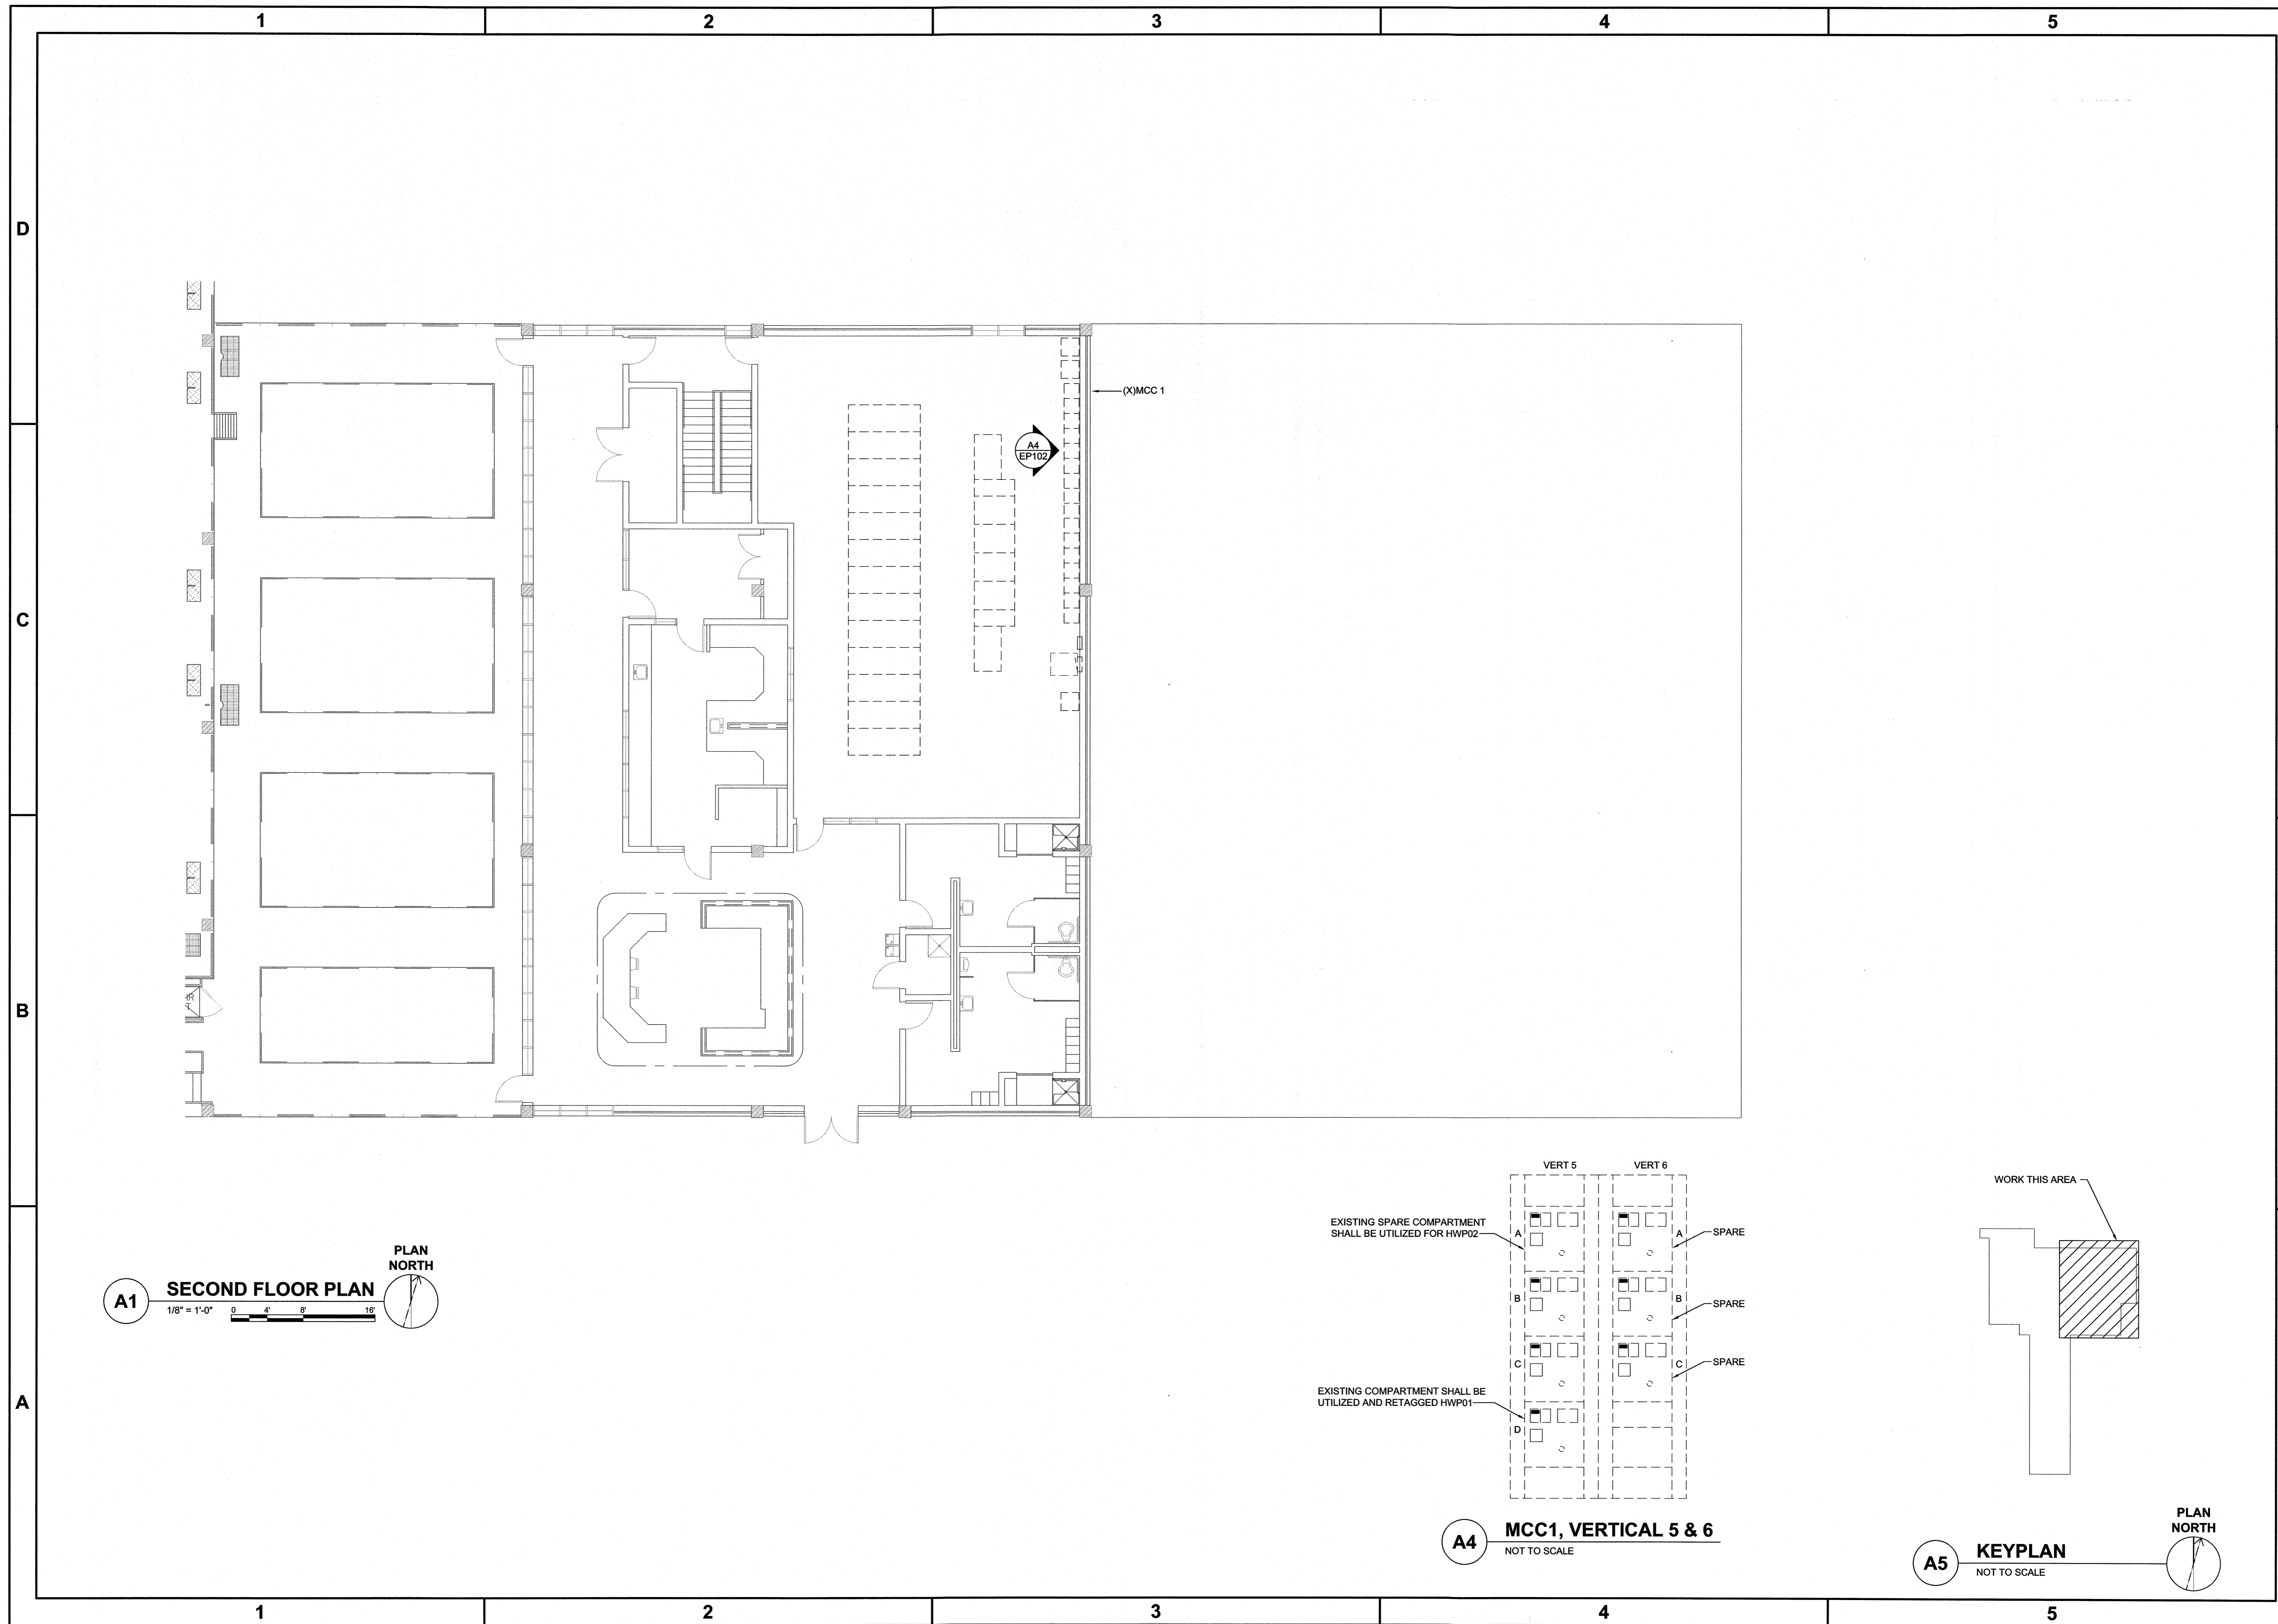 1 2 3 4 5
D
C
B
A
(X)MCC 1
A4
EP102
VERT 5 VERT 6
EXISTING SPARE COMPARTMENT
SHALL BE UTILIZED FOR HWP02
A
A
SPARE
B
B
SPARE
C
C
SPARE
EXISTING COMPARTMENT SHALL BE
UTILIZED AND RETAGGED HWP01
D
WORK THIS AREA
PLAN
NORTH
A1
SECOND FLOOR PLAN
1/8" = 1'-0" 0 4' 8' 16'
A4
MCC1, VERTICAL 5 & 6
NOT TO SCALE
PLAN
NORTH
A5
KEYPLAN
NOT TO SCALE
1 2 3 4 5